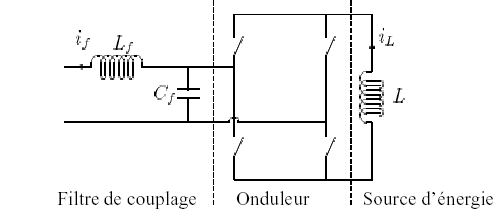 i_f
L_f
i_L
C_f
L
Filtre de couplage
Onduleur
Source d'énergie